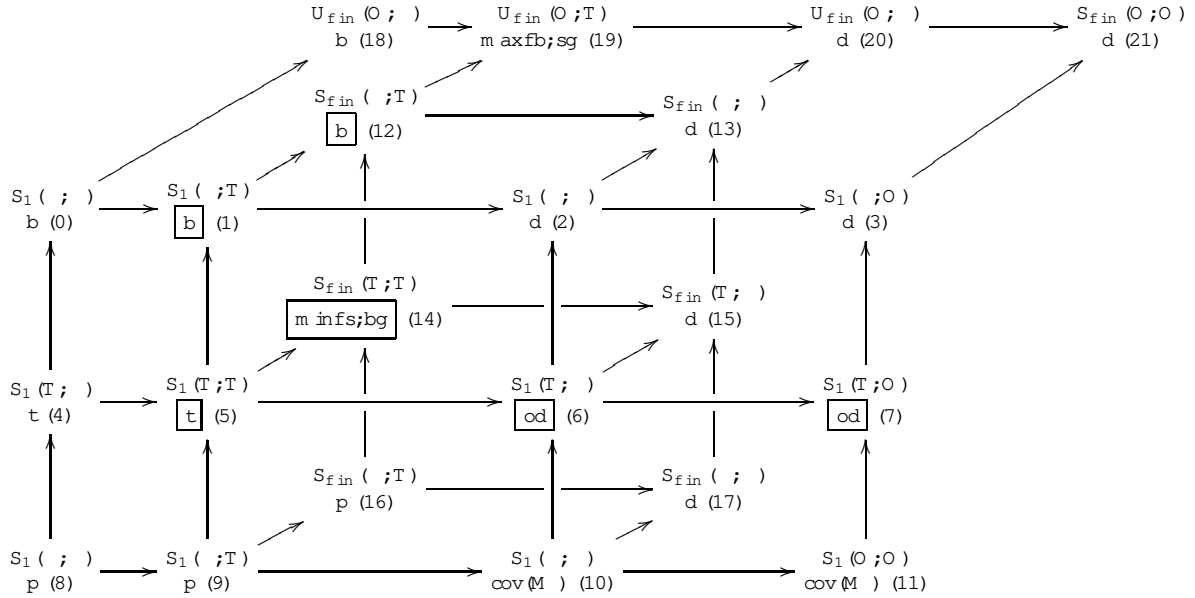 U_fin(O; ) U_fin(O;T) U_fin(O; ) S_fin(O;O)
b (18) maxfb;sg (19) d (20) d (21)
S_fin( ;T) S_fin( ; )
b (12) d (13)
S_1( ; ) S_1( ;T) S_1( ; ) S_1( ;O)
b (0) b (1) d (2) d (3)
S_fin(T;T) S_fin(T; )
minfs;bg (14) d (15)
S_1(T; ) S_1(T;T) S_1(T; ) S_1(T;O)
t (4) t (5) od (6) od (7)
S_fin( ;T) S_fin( ; )
p (16) d (17)
S_1( ; ) S_1( ;T) S_1( ; ) S_1(O;O)
p (8) p (9) cov(M ) (10) cov(M ) (11)